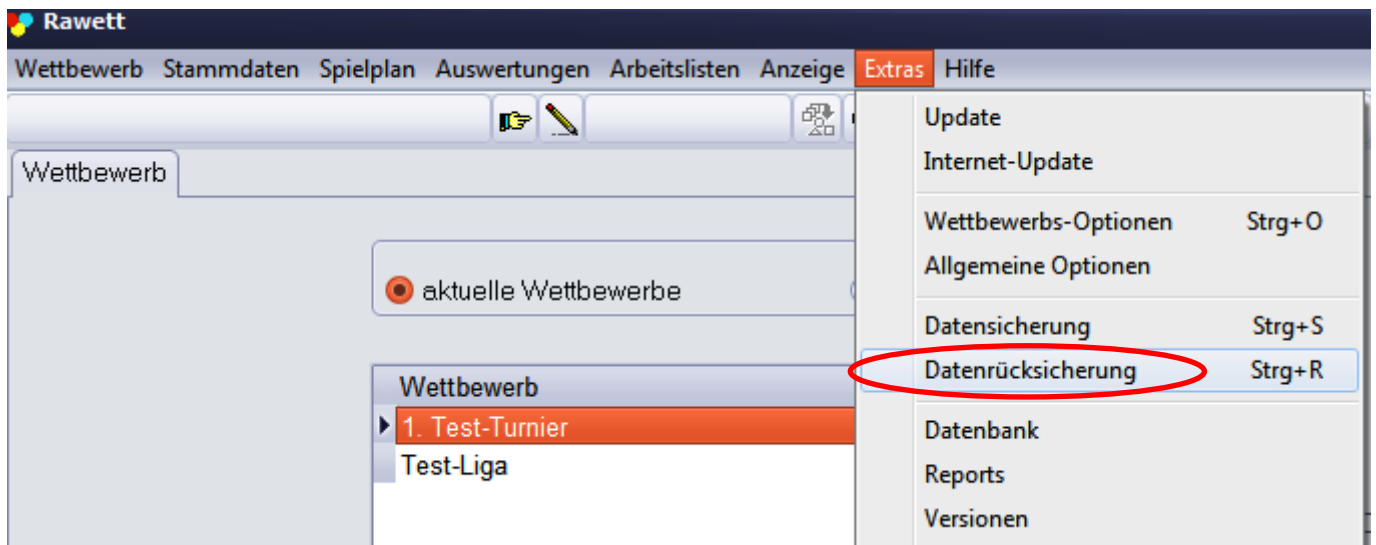 Rawett
Wettbewerb Stammdaten Spielplan Auswertungen Arbeitslisten Anzeige Extras Hilfe
Update
Internet-Update
Wettbewerb
Wettbewerbs-Optionen Strg+O
Allgemeine Optionen
aktuelle Wettbewerbe
Datensicherung Strg+S
Datenrücksicherung Strg+R
Wettbewerb
1. Test-Turnier
Datenbank
Test-Liga
Reports
Versionen